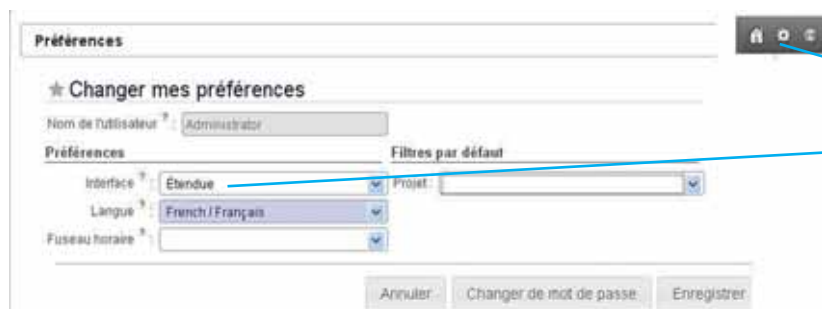 Préférences
Changer mes préférences
Nom de l'utilisateur ? : Administrator
Préférences
Filtres par défaut
Interface ? : Étendue
Projet :
Langue ? : French / Français
Fuseau horaire ? :
Annuler
Changer de mot de passe
Enregistrer